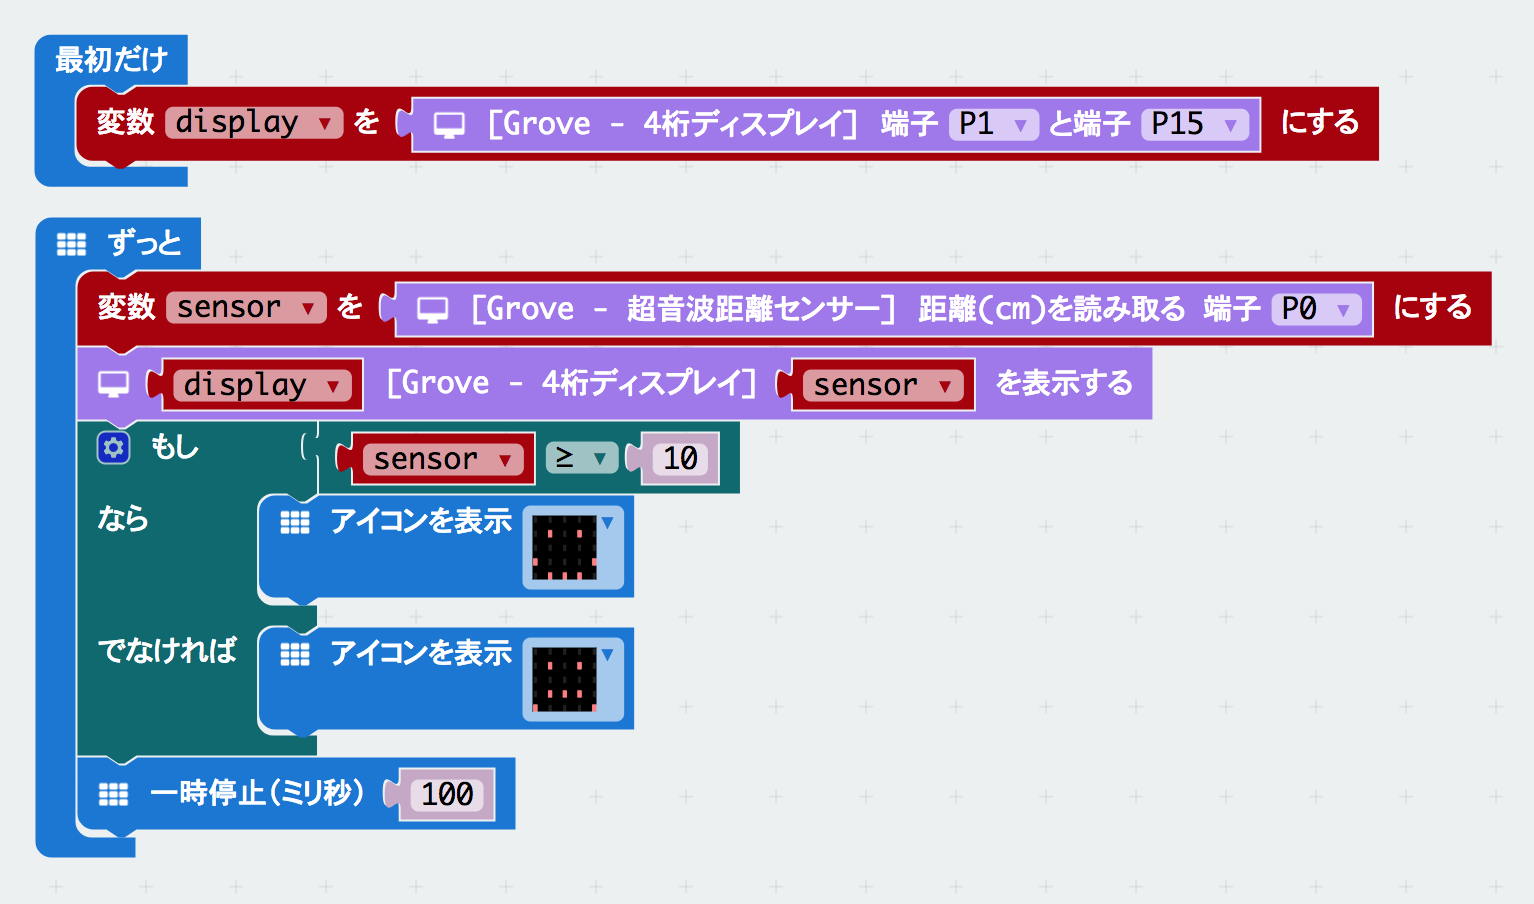 最初だけ
変数 display を [Grove - 4桁ディスプレイ] 端子 P1 と端子 P15 にする
ずっと
変数 sensor を [Grove - 超音波距離センサー] 距離(cm)を読み取る 端子 P0 にする
display [Grove - 4桁ディスプレイ] sensor を表示する
もし sensor ≥ 10
なら アイコンを表示
でなければ アイコンを表示
一時停止(ミリ秒) 100